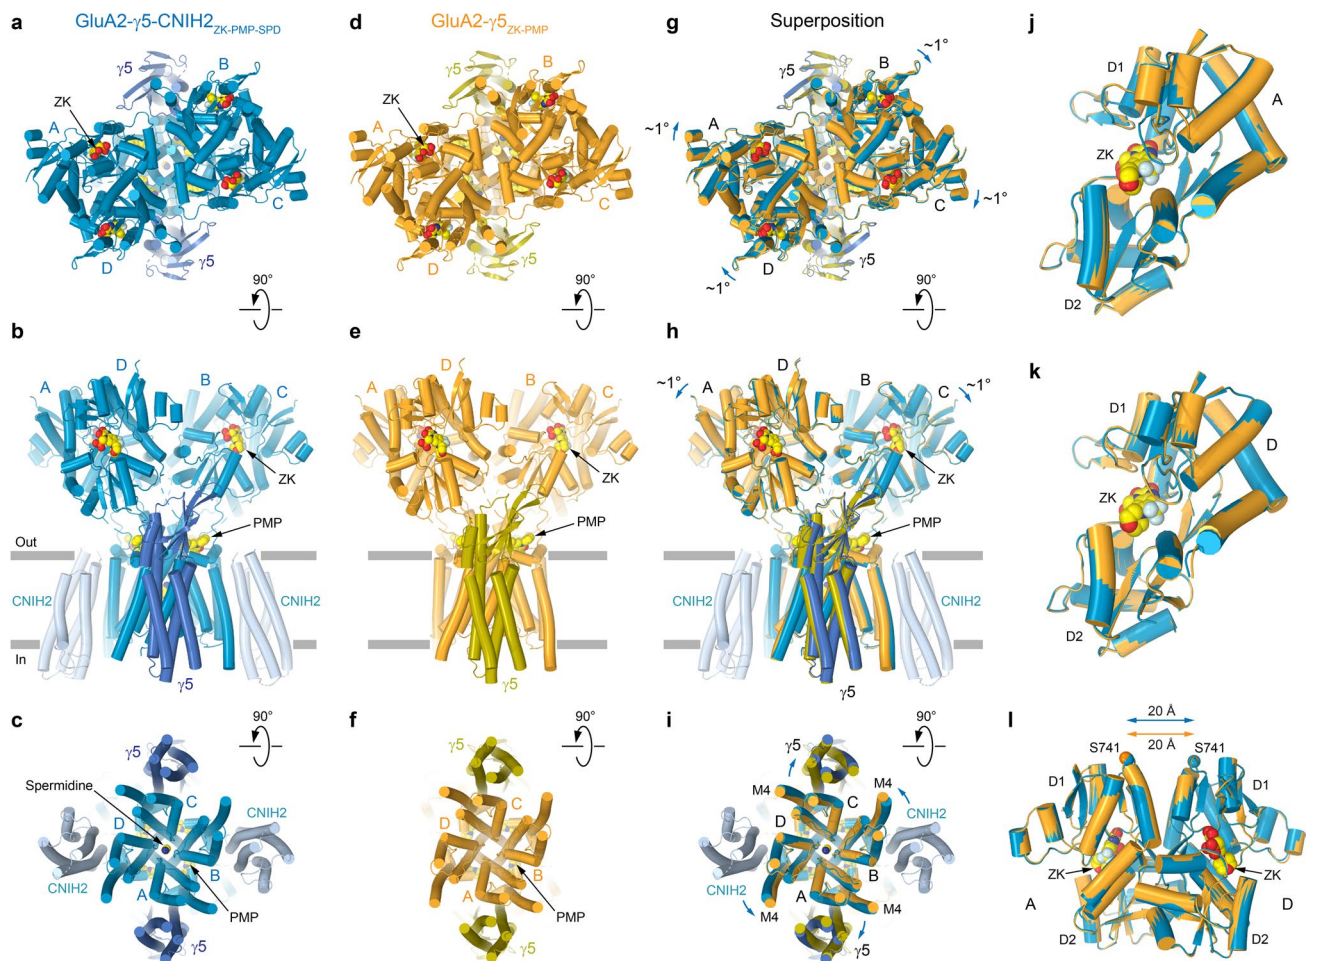 a
GluA2-γ5-CNIH2ZK-PMP-SPD
γ5
B
ZK
A
C
D
γ5
90°
b
D
A
B
C
ZK
PMP
Out
CNIH2
CNIH2
In
γ5
c
90°
γ5
Spermidine
C
D
CNIH2
CNIH2
B
A
PMP
γ5
d
GluA2-γ5ZK-PMP
γ5
B
ZK
A
C
D
γ5
90°
e
D
A
B
C
ZK
PMP
γ5
f
90°
γ5
C
D
B
A
PMP
γ5
g
Superposition
~1°
γ5
B
~1°
A
C
~1°
D
γ5
~1°
90°
h
D
~1°
A
B
C
~1°
ZK
PMP
CNIH2
CNIH2
γ5
i
90°
γ5
M4
M4
C
CNIH2
D
B
CNIH2
A
M4
M4
γ5
j
D1
A
ZK
D2
k
D1
D
ZK
D2
l
20 Å
20 Å
S741
S741
D1
D1
ZK
ZK
A
D
D2
D2